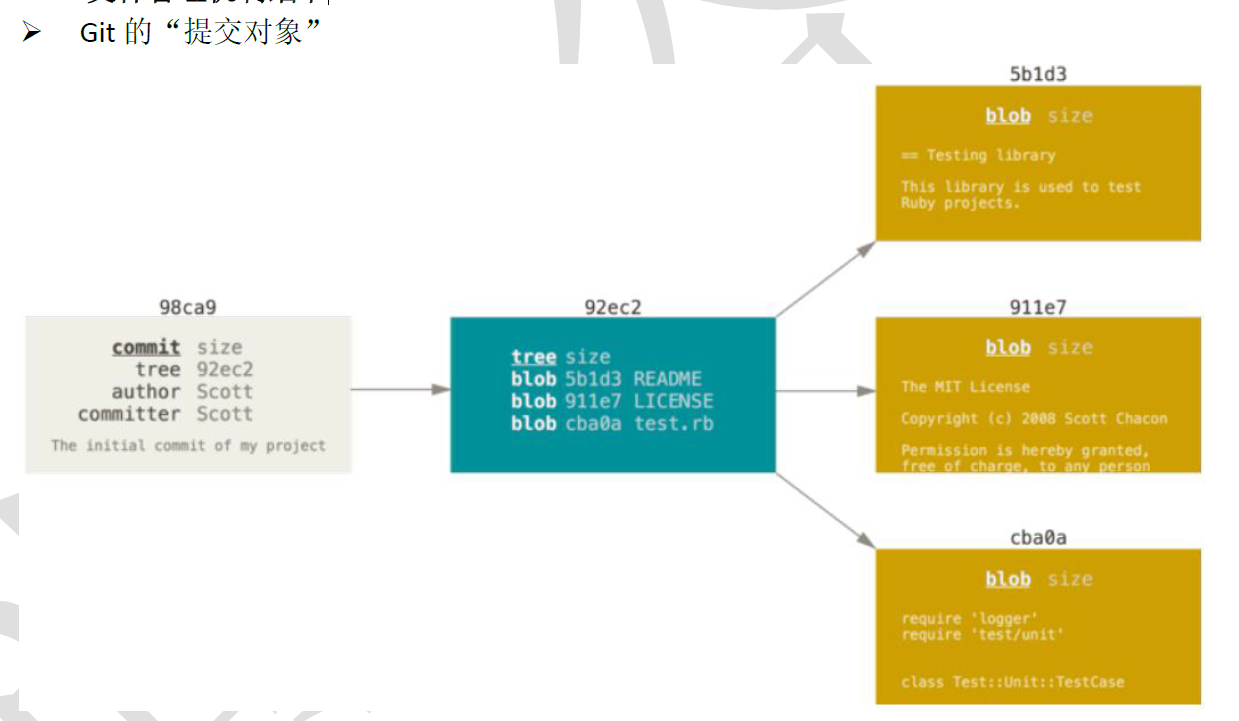 ➢ Git 的“提交对象”
5b1d3
blob size
== Testing library
This library is used to test
Ruby projects.
98ca9
commit size
tree 92ec2
author Scott
committer Scott
The initial commit of my project
92ec2
tree size
blob 5b1d3 README
blob 911e7 LICENSE
blob cba0a test.rb
911e7
blob size
The MIT License
Copyright (c) 2008 Scott Chacon
Permission is hereby granted,
free of charge, to any person
cba0a
blob size
require 'logger'
require 'test/unit'
class Test::Unit::TestCase